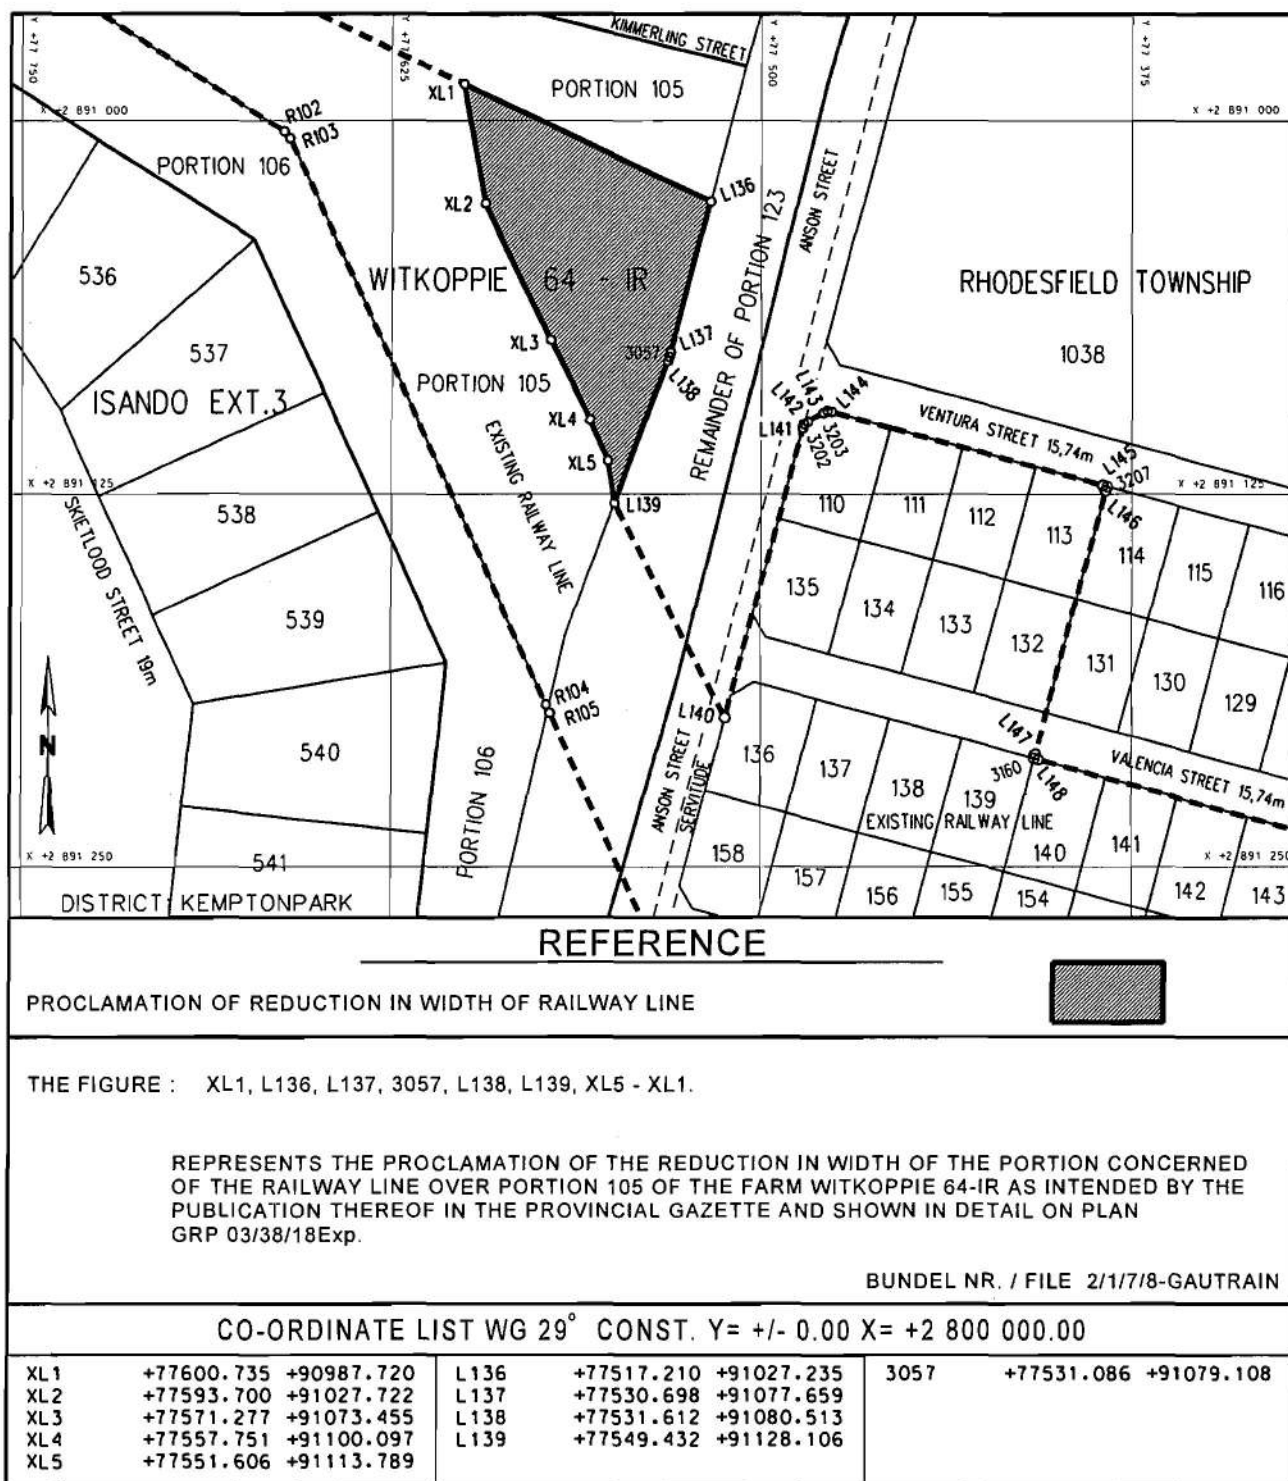 Y +77 750
+77 625
Y +77 500
Y +77 375
KIMMERLING STREET
XL1
PORTION 105
X +2 891 000
X +2 891 000
R102
R103
PORTION 106
ANSON STREET
XL2
L136
536
WITKOPPIE 64 - IR
RHODESFIELD TOWNSHIP
REMAINDER OF PORTION 123
XL3
3057
L137
L138
537
1038
PORTION 105
ISANDO EXT.3
L142
L143
L144
VENTURA STREET 15,74m
XL4
L141
3202
3203
EXISTING RAILWAY LINE
XL5
L145
3207
L146
X +2 891 125
X +2 891 125
L139
110
111
112
113
114
115
116
538
SKIETLOOD STREET 19m
135
134
133
132
131
130
129
539
R104
R105
L140
N
540
PORTION 106
ANSON STREET
SERVITUDE
136
137
138
139
L147
3160
L148
VALENCIA STREET 15,74m
EXISTING RAILWAY LINE
140
141
158
X +2 891 250
X +2 891 250
541
157
156
155
154
142
143
DISTRICT KEMPTONPARK
REFERENCE
PROCLAMATION OF REDUCTION IN WIDTH OF RAILWAY LINE
THE FIGURE : XL1, L136, L137, 3057, L138, L139, XL5 - XL1.
REPRESENTS THE PROCLAMATION OF THE REDUCTION IN WIDTH OF THE PORTION CONCERNED
OF THE RAILWAY LINE OVER PORTION 105 OF THE FARM WITKOPPIE 64-IR AS INTENDED BY THE
PUBLICATION THEREOF IN THE PROVINCIAL GAZETTE AND SHOWN IN DETAIL ON PLAN
GRP 03/38/18Exp.
BUNDEL NR. / FILE 2/1/7/8-GAUTRAIN
CO-ORDINATE LIST WG 29° CONST. Y= +/- 0.00 X= +2 800 000.00
XL1 +77600.735 +90987.720 L136 +77517.210 +91027.235 3057 +77531.086 +91079.108
XL2 +77593.700 +91027.722 L137 +77530.698 +91077.659
XL3 +77571.277 +91073.455 L138 +77531.612 +91080.513
XL4 +77557.751 +91100.097 L139 +77549.432 +91128.106
XL5 +77551.606 +91113.789